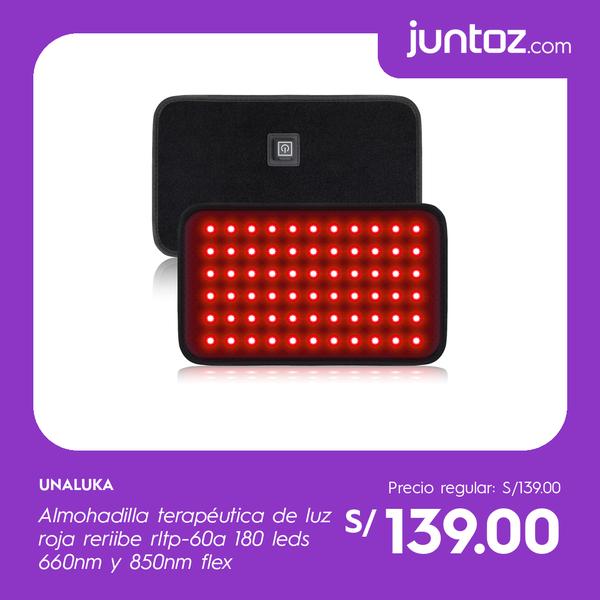 juntoz.com
UNALUKA
Almohadilla terapéutica de luz
roja reriibe rltp-60a 180 leds
660nm y 850nm flex
Precio regular: S/139.00
S/139.00